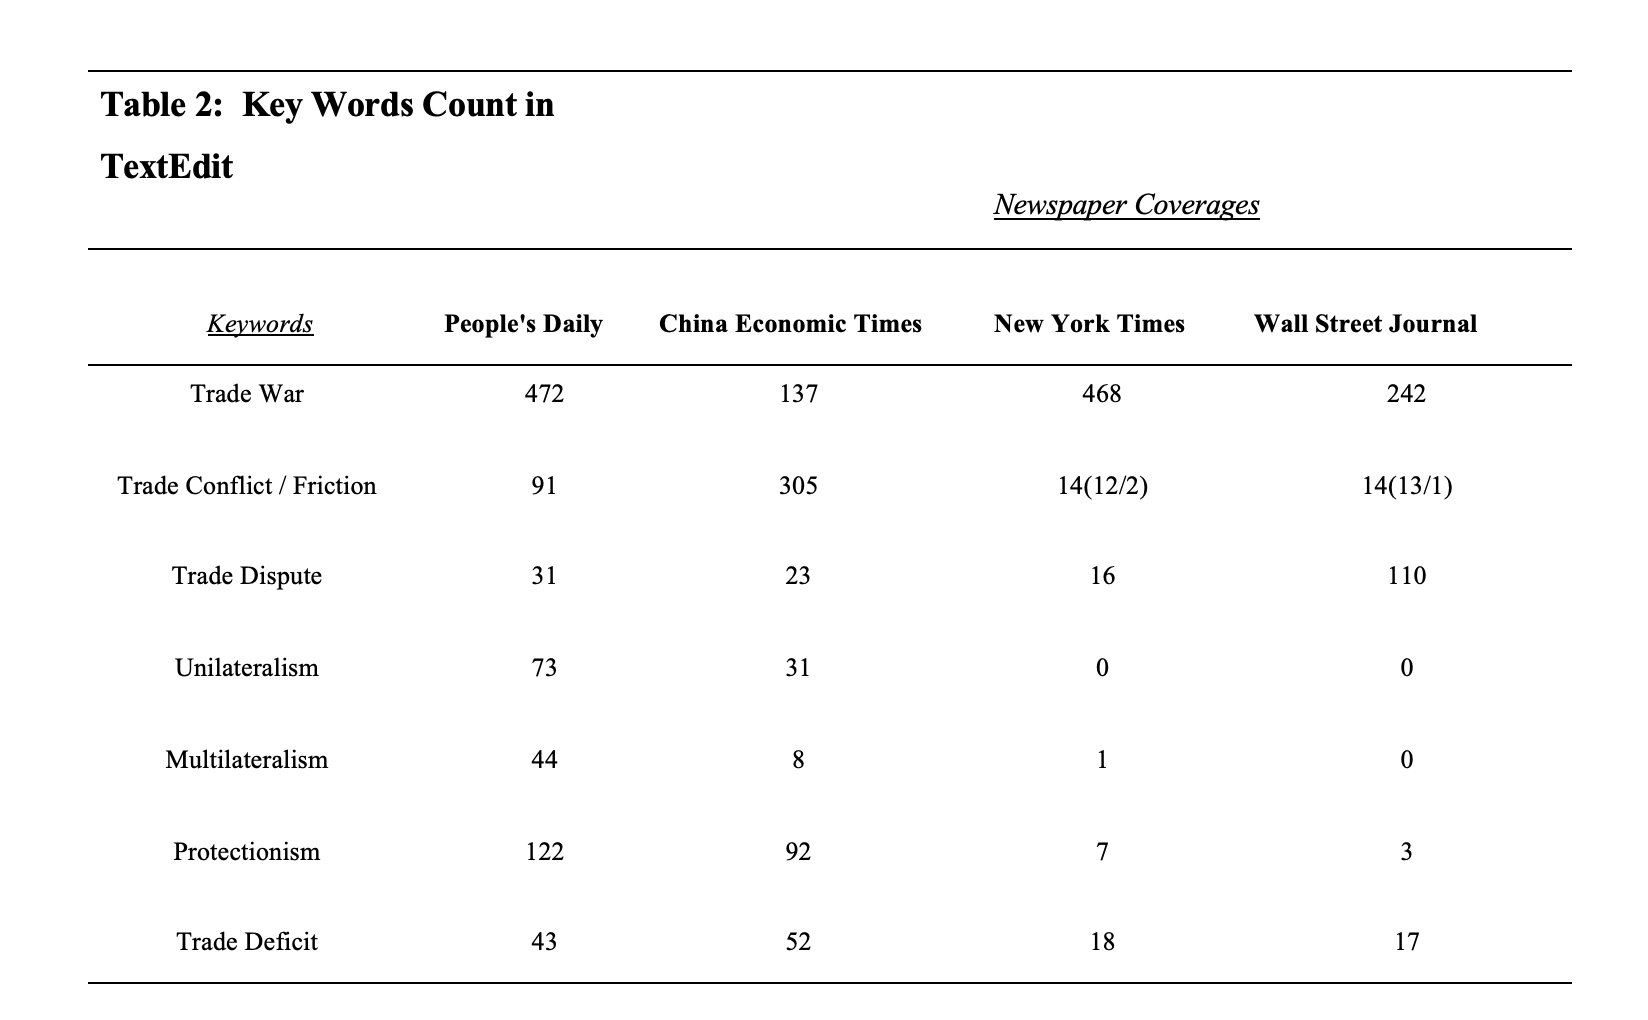 Table 2: Key Words Count in
TextEdit
Newspaper Coverages
Keywords People's Daily China Economic Times New York Times Wall Street Journal
Trade War 472 137 468 242
Trade Conflict / Friction 91 305 14(12/2) 14(13/1)
Trade Dispute 31 23 16 110
Unilateralism 73 31 0 0
Multilateralism 44 8 1 0
Protectionism 122 92 7 3
Trade Deficit 43 52 18 17